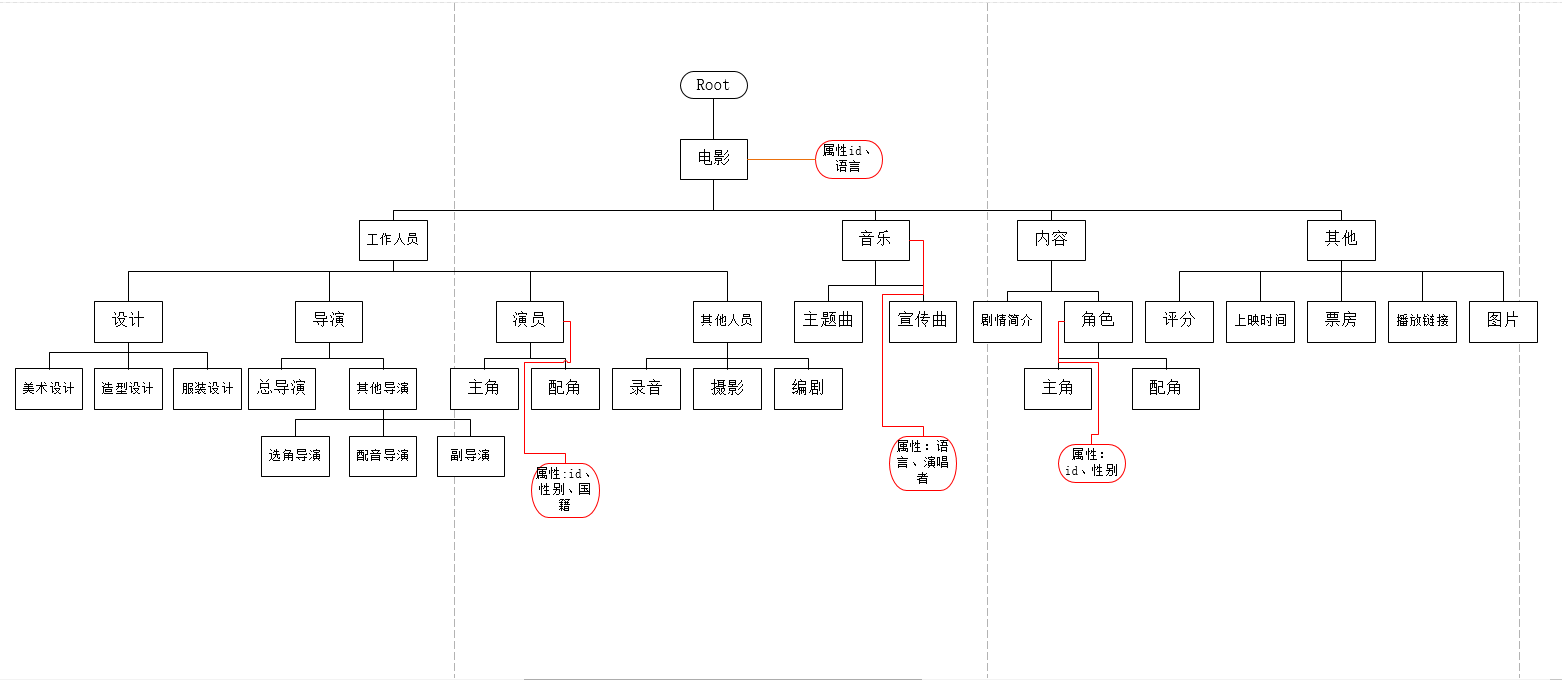 Root
电影
属性id、
语言
工作人员
音乐
内容
其他
设计
导演
演员
其他人员
主题曲
宣传曲
剧情简介
角色
评分
上映时间
票房
播放链接
图片
美术设计
造型设计
服装设计
总导演
其他导演
主角
配角
录音
摄影
编剧
主角
配角
选角导演
配音导演
副导演
属性:id、
性别、国
籍
属性：语
言、演唱
者
属性：
id、性别